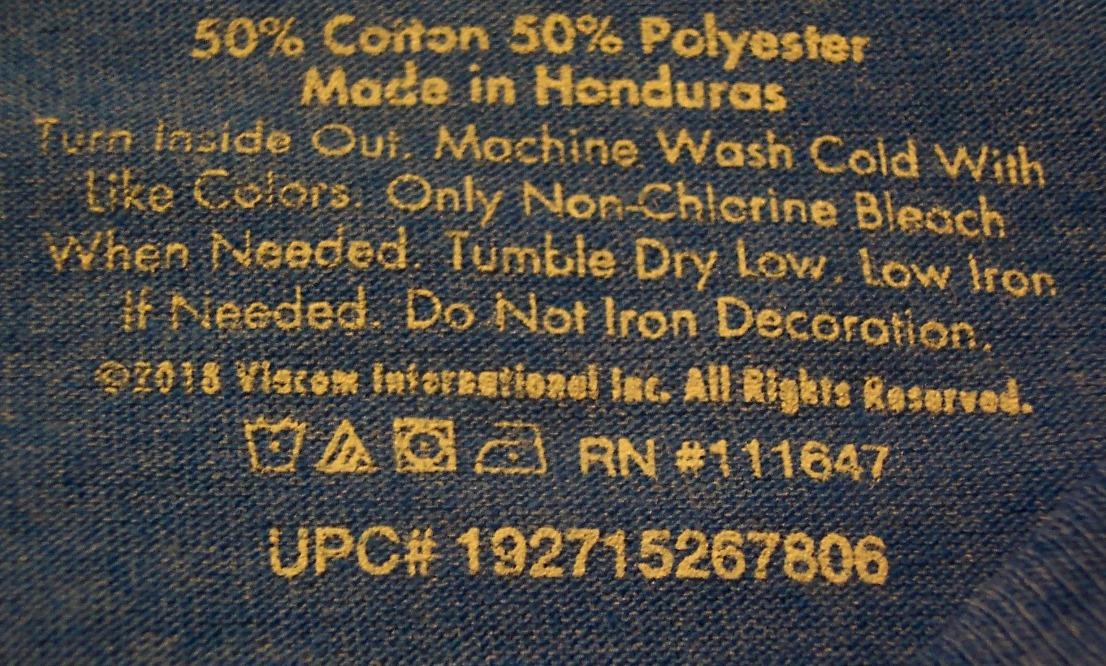 50% Cotton 50% Polyester
Made in Honduras
Turn Inside Out. Machine Wash Cold With
Like Colors. Only Non-Chlorine Bleach
When Needed. Tumble Dry Low. Low Iron
If Needed. Do Not Iron Decoration.
©2018 Viacom International Inc. All Rights Reserved.
RN #111647
UPC# 192715267806